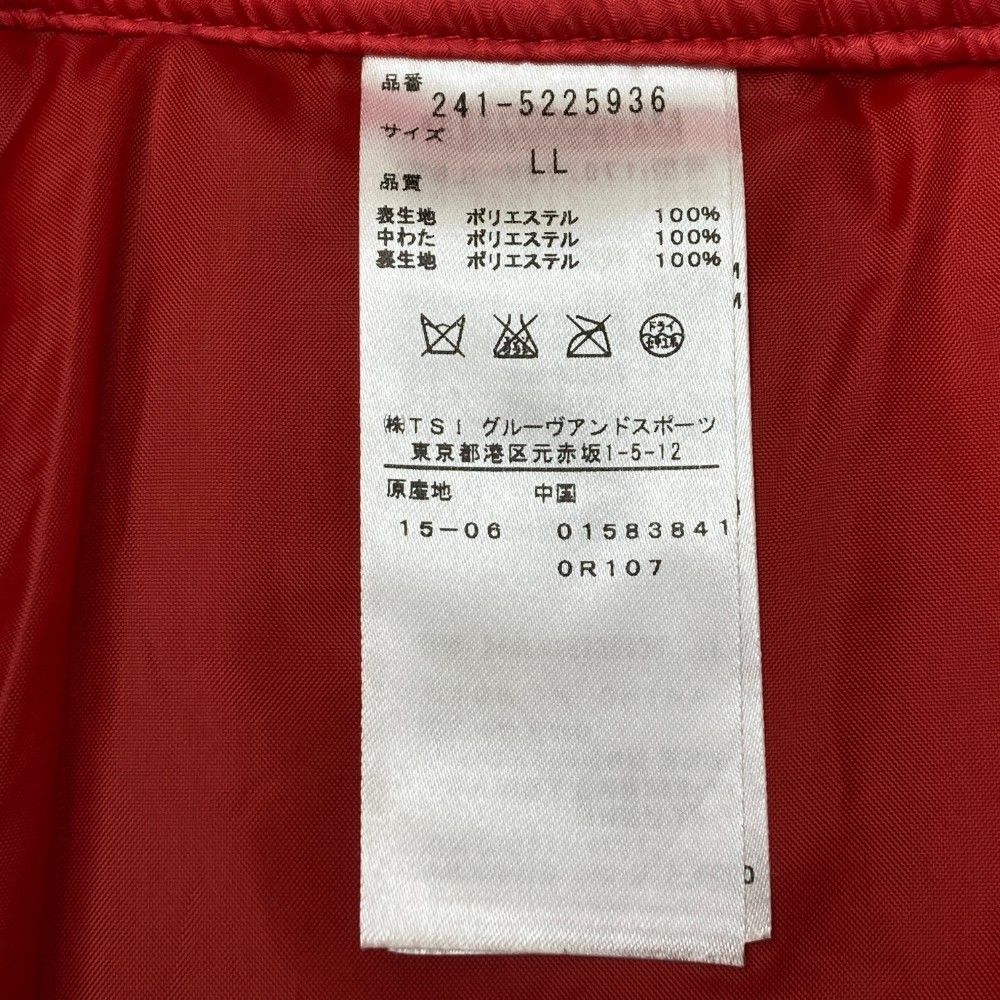 品番
241-5225936
サイズ
LL
品質
表生地 ポリエステル 100%
中わた ポリエステル 100%
裏生地 ポリエステル 100%
ドライ
㈱TSI グルーヴアンドスポーツ
東京都港区元赤坂1-5-12
原産地 中国
15-06 01583841
0R107